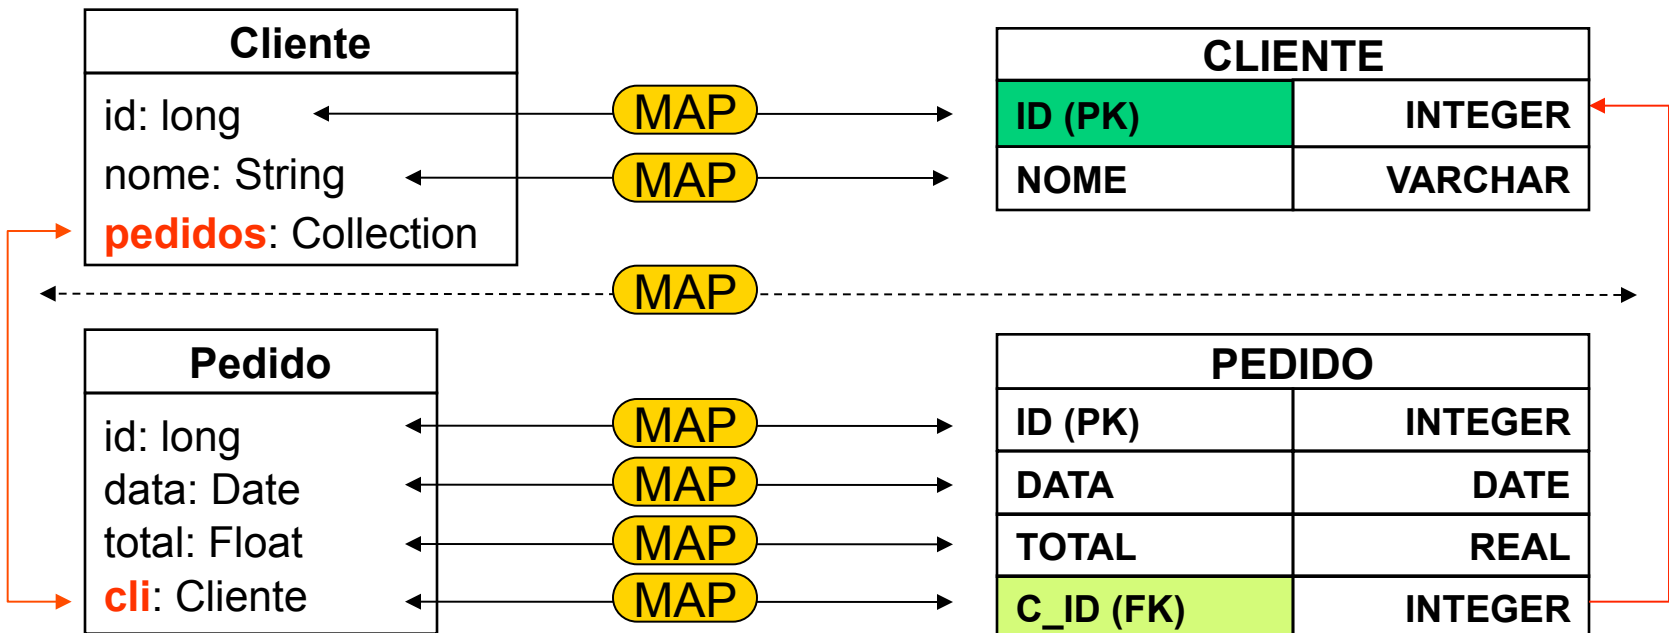 Cliente
id: long
nome: String
pedidos: Collection
MAP
MAP
CLIENTE
ID (PK) INTEGER
NOME VARCHAR
MAP
Pedido
id: long
data: Date
total: Float
cli: Cliente
MAP
MAP
MAP
MAP
PEDIDO
ID (PK) INTEGER
DATA DATE
TOTAL REAL
C_ID (FK) INTEGER